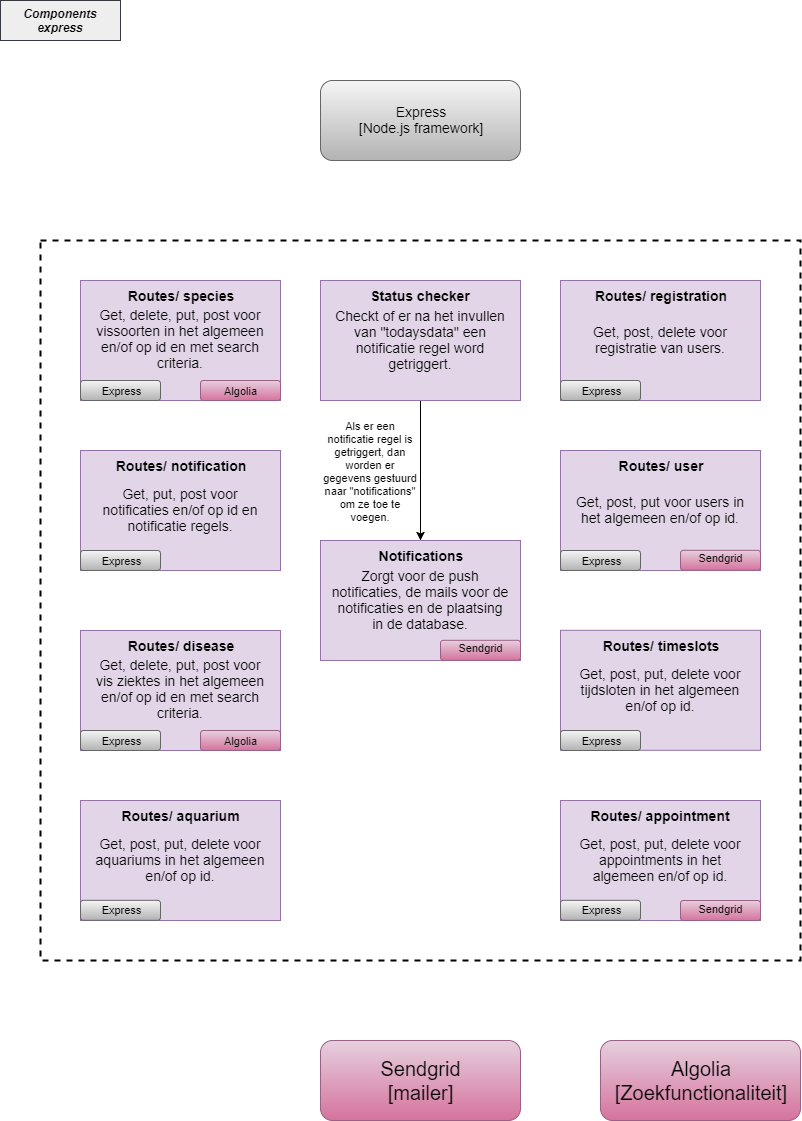 Components
express
Express
[Node.js framework]
Routes/ species
Get, delete, put, post voor
vissoorten in het algemeen
en/of op id en met search
criteria.
Express
Algolia
Status checker
Checkt of er na het invullen
van "todaysdata" een
notificatie regel word
getriggert.
Routes/ registration
Get, post, delete voor
registratie van users.
Express
Als er een
notificatie regel is
getriggert, dan
worden er
gegevens gestuurd
naar "notifications"
om ze toe te
voegen.
Routes/ notification
Get, put, post voor
notificaties en/of op id en
notificatie regels.
Express
Routes/ user
Get, post, put voor users in
het algemeen en/of op id.
Express
Sendgrid
Notifications
Zorgt voor de push
notificaties, de mails voor de
notificaties en de plaatsing
in de database.
Sendgrid
Routes/ disease
Get, delete, put, post voor
vis ziektes in het algemeen
en/of op id en met search
criteria.
Express
Algolia
Routes/ timeslots
Get, post, put, delete voor
tijdsloten in het algemeen
en/of op id.
Express
Routes/ aquarium
Get, post, put, delete voor
aquariums in het algemeen
en/of op id.
Express
Routes/ appointment
Get, post, put, delete voor
appointments in het
algemeen en/of op id.
Express
Sendgrid
Sendgrid
[mailer]
Algolia
[Zoekfunctionaliteit]